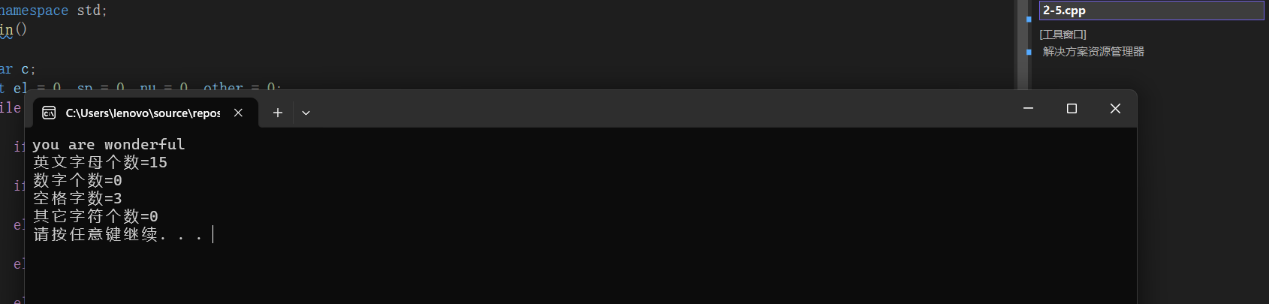 namespace std;
in()
ar c;
t el = 0, sp = 0, nu = 0, other = 0;
ile
if
if
el
el
el
C:\Users\lenovo\source\repos
you are wonderful
英文字母个数=15
数字个数=0
空格字数=3
其它字符个数=0
请按任意键继续. . .
2-5.cpp
[工具窗口]
解决方案资源管理器